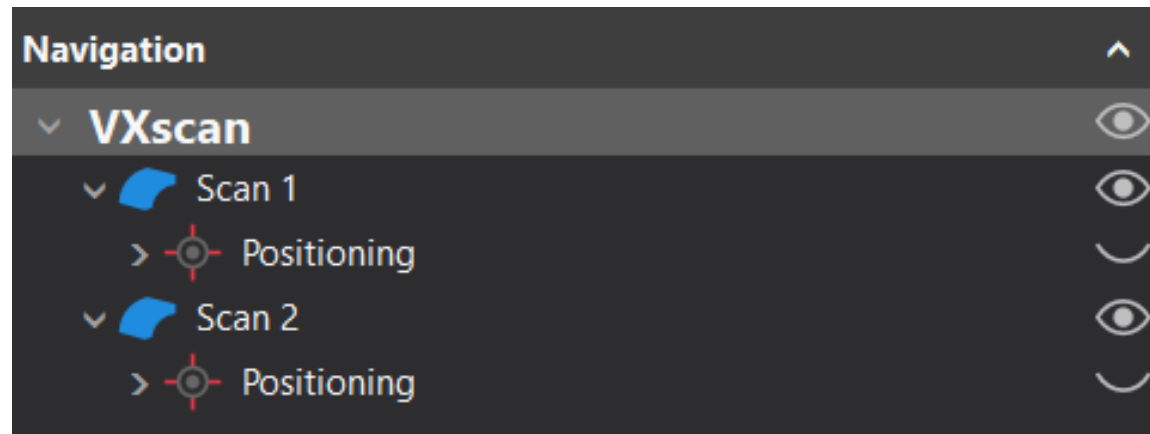 Navigation
VXscan
Scan 1
Positioning
Scan 2
Positioning